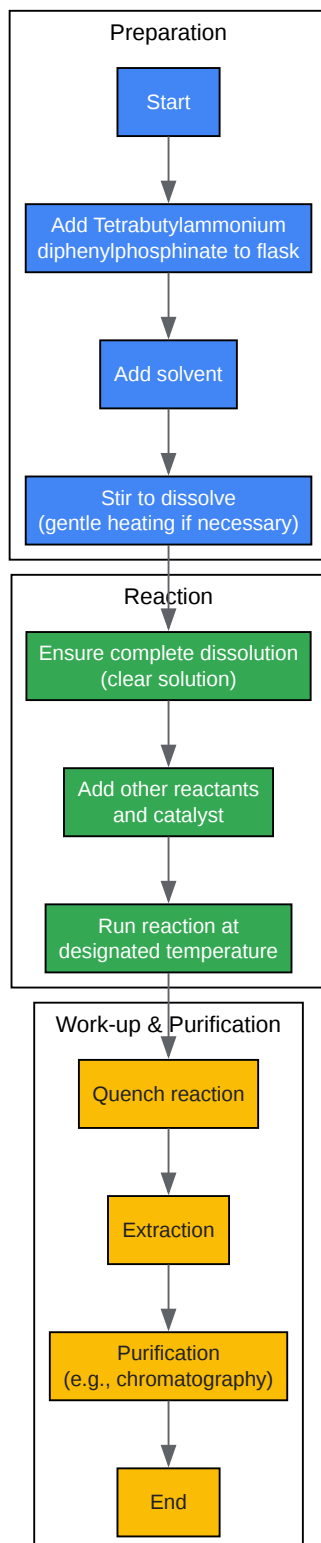 Preparation
Start
Add Tetrabutylammonium
diphenylphosphinate to flask
Add solvent
Stir to dissolve
(gentle heating if necessary)
Reaction
Ensure complete dissolution
(clear solution)
Add other reactants
and catalyst
Run reaction at
designated temperature
Work-up & Purification
Quench reaction
Extraction
Purification
(e.g., chromatography)
End